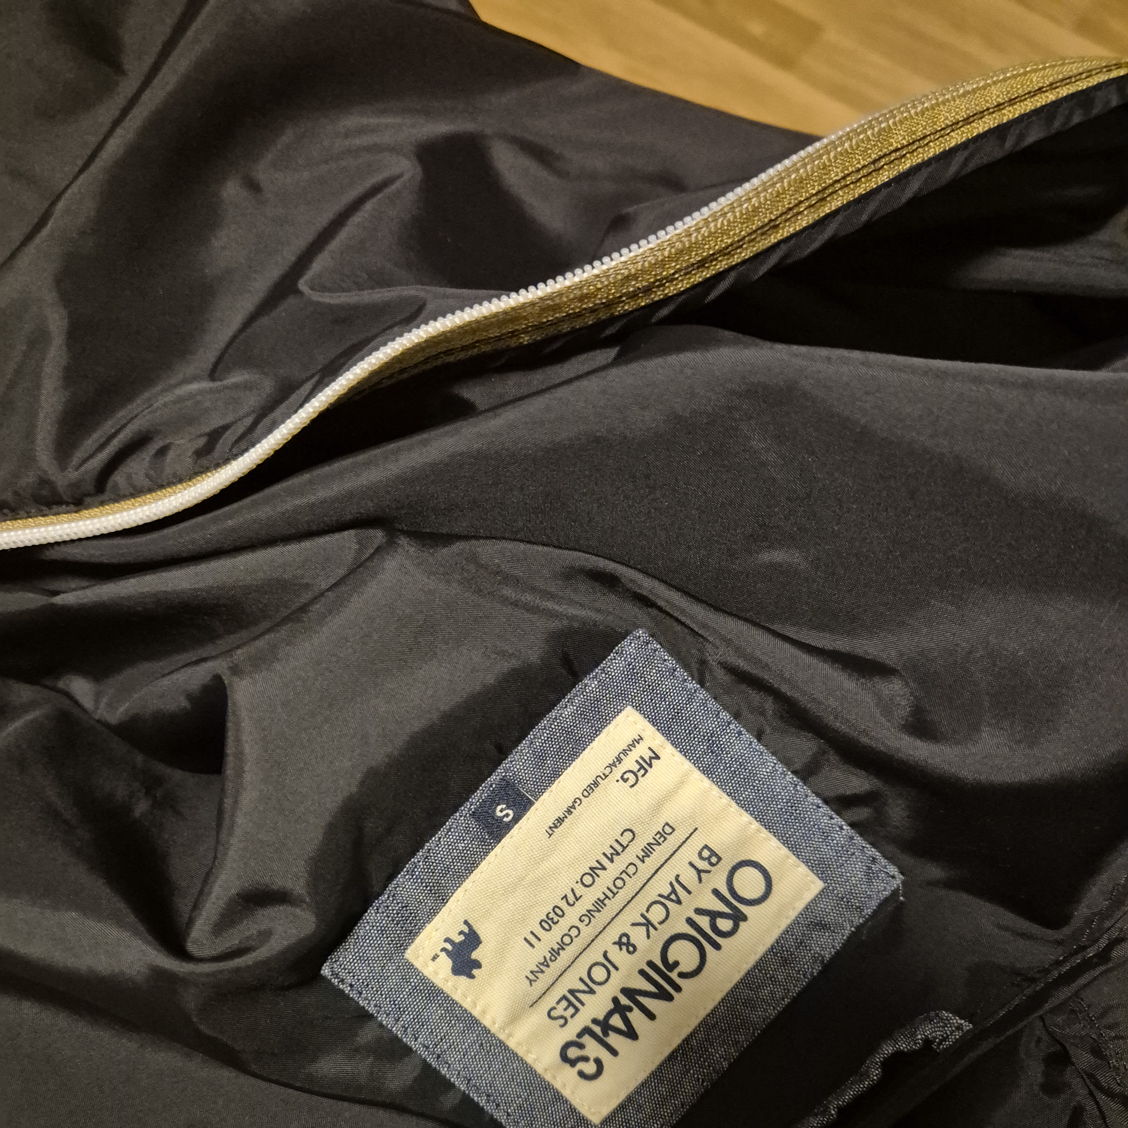 ORIGINALS
BY JACK & JONES
DENIM CLOTHING COMPANY
CTM NO.72 030 11
MFG.
MANUFACTURED GARMENT
S